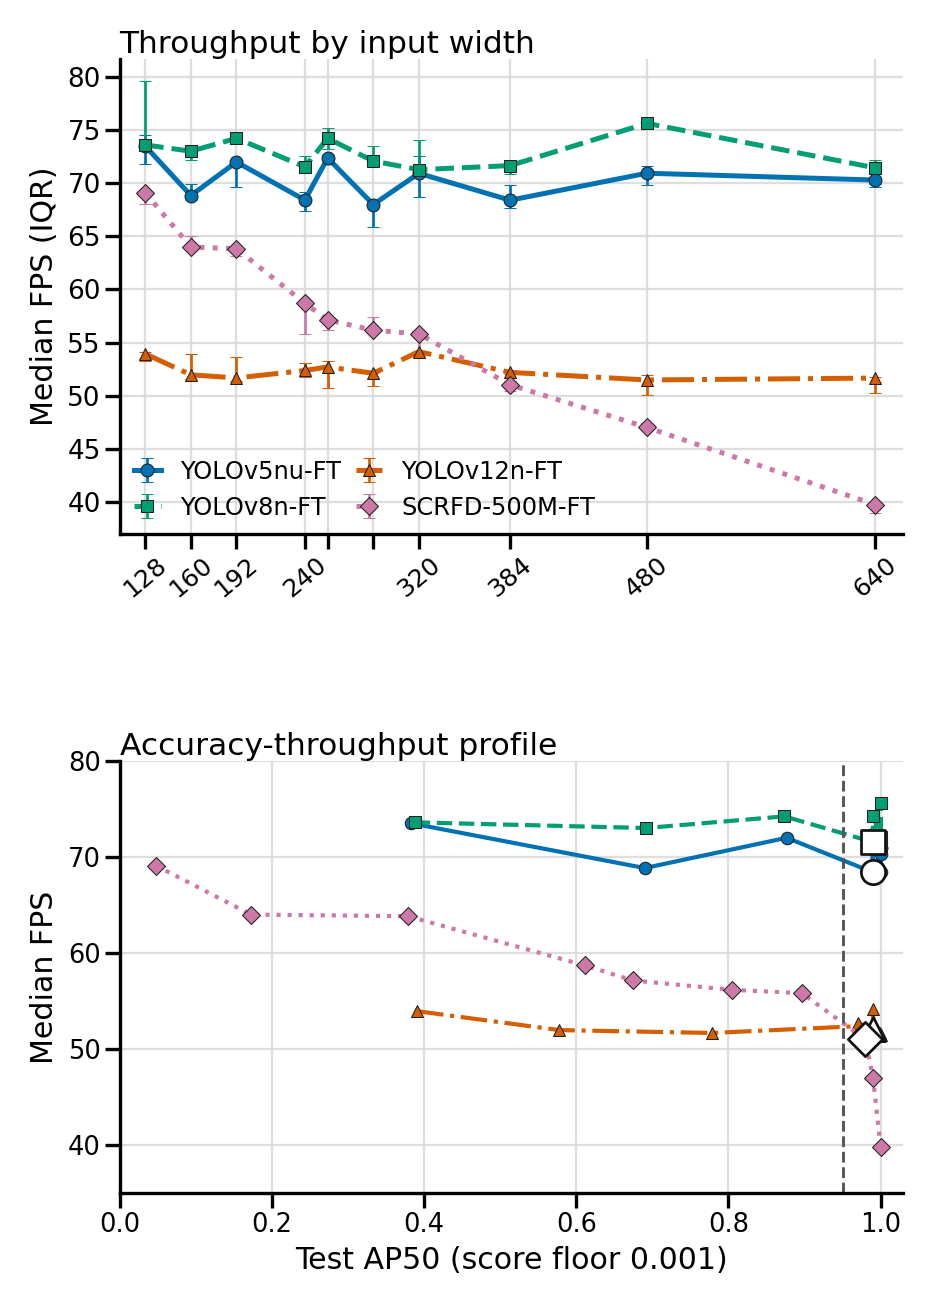 Throughput by input width
Median FPS (IQR)
80
75
70
65
60
55
50
45
40
YOLOv5nu-FT YOLOv12n-FT
YOLOv8n-FT SCRFD-500M-FT
128 160 192 240 320 384 480 640
Accuracy-throughput profile
Median FPS
80
70
60
50
40
0.0 0.2 0.4 0.6 0.8 1.0
Test AP50 (score floor 0.001)